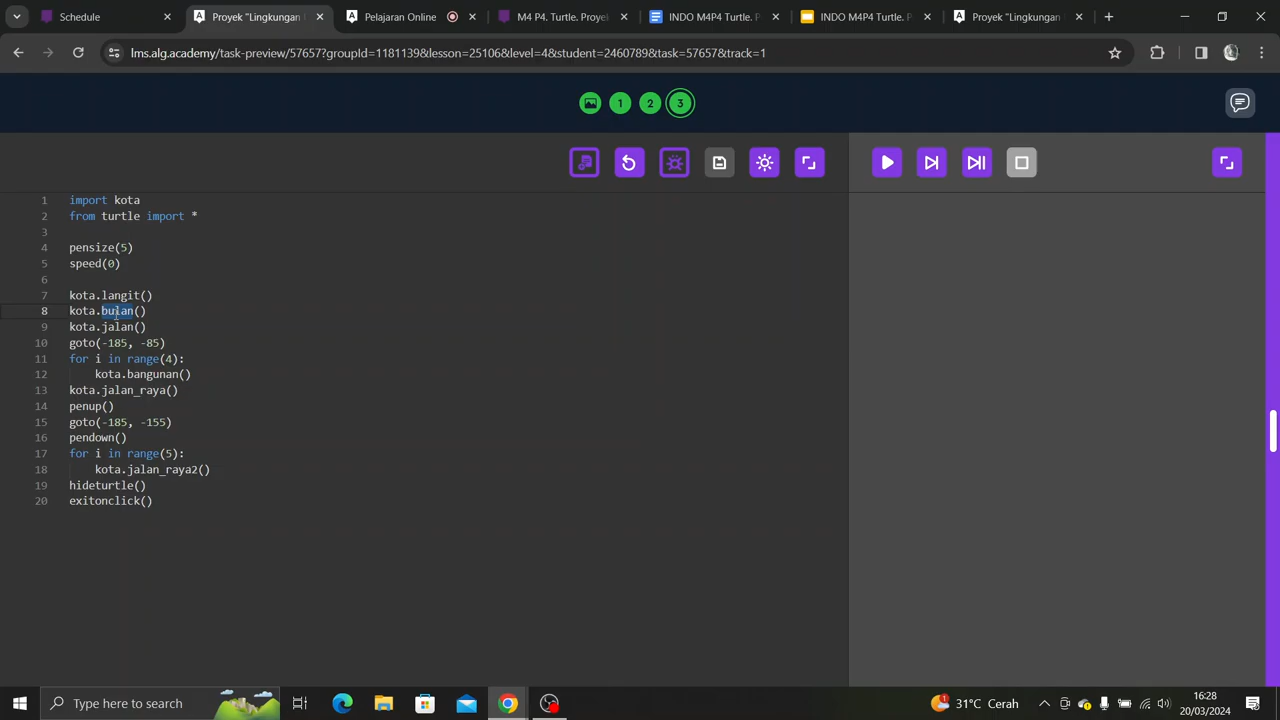 Schedule
Proyek "Lingkungan
Pelajaran Online
M4 P4. Turtle. Proye
INDO M4P4 Turtle. P
INDO M4P4 Turtle. P
Proyek "Lingkungan
lms.alg.academy/task-preview/57657?groupId=1181139&lesson=25106&level=4&student=2460789&task=57657&track=1
1 2 3
1 import kota
2 from turtle import *
3
4 pensize(5)
5 speed(0)
6
7 kota.langit()
8 kota.bulan()
9 kota.jalan()
10 goto(-185, -85)
11 for i in range(4):
12 kota.bangunan()
13 kota.jalan_raya()
14 penup()
15 goto(-185, -155)
16 pendown()
17 for i in range(5):
18 kota.jalan_raya2()
19 hideturtle()
20 exitonclick()
Type here to search
1
31°C Cerah
16:28
20/03/2024